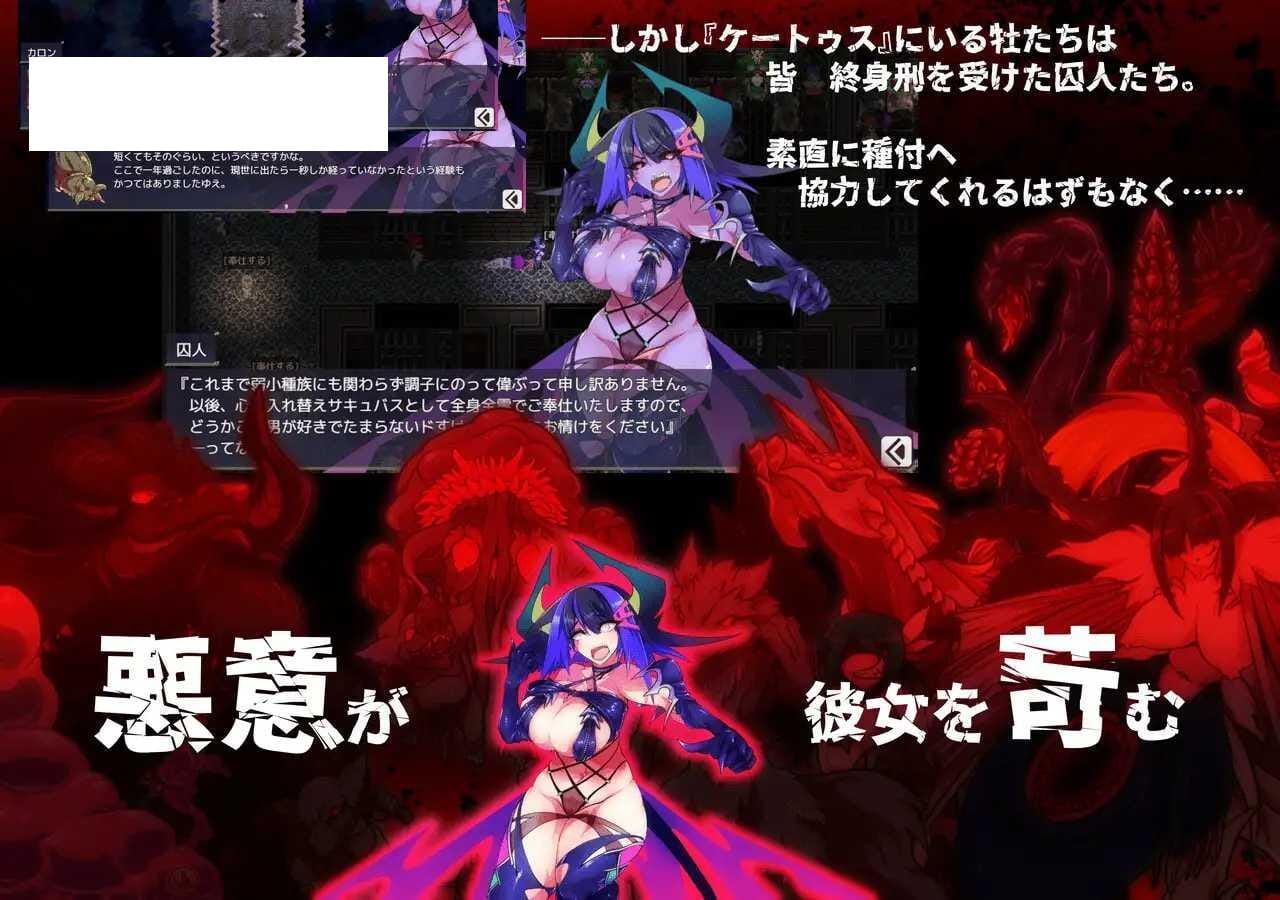 カロン
短くてもそのぐらい、というべきですかな。
ここで一年過ごしたのに、現世に出たら一秒しか経っていなかったという経験も
かつてはありましたゆえ。
――しかし『ケートゥス』にいる牡たちは
皆 終身刑を受けた囚人たち。
素直に種付へ
協力してくれるはずもなく……
[奉仕する]
囚人
[奉仕する]
『これまで弱小種族にも関わらず調子にのって偉ぶって申し訳ありません。
以後、心 入れ替えサキュバスとして全身全霊でご奉仕いたしますので、
どうか 男が好きでたまらないドす お情けをください』
―ってな
悪意が
彼女を苛む